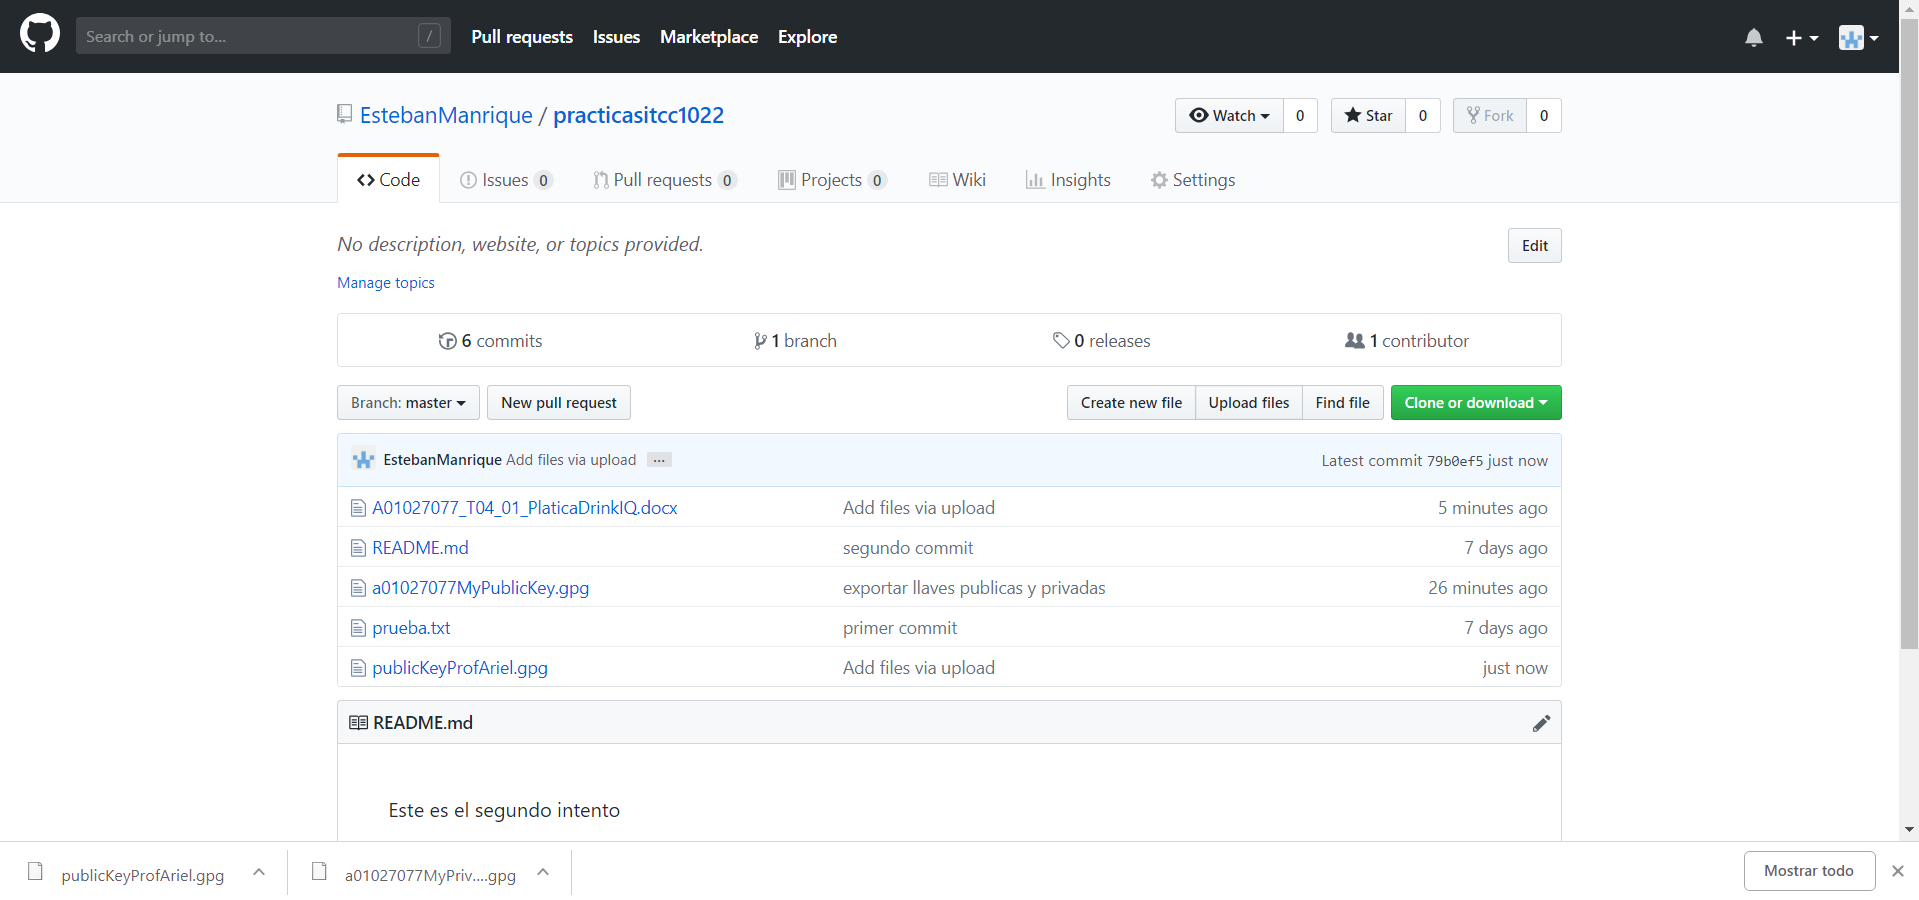 Search or jump to... /
Pull requests Issues Marketplace Explore
EstebanManrique / practicasitcc1022
Watch 0 Star 0 Fork 0
Code Issues 0 Pull requests 0 Projects 0 Wiki Insights Settings
No description, website, or topics provided.
Edit
Manage topics
6 commits 1 branch 0 releases 1 contributor
Branch: master New pull request Create new file Upload files Find file Clone or download
EstebanManrique Add files via upload ... Latest commit 79b0ef5 just now
A01027077_T04_01_PlaticaDrinkIQ.docx Add files via upload 5 minutes ago
README.md segundo commit 7 days ago
a01027077MyPublicKey.gpg exportar llaves publicas y privadas 26 minutes ago
prueba.txt primer commit 7 days ago
publicKeyProfAriel.gpg Add files via upload just now
README.md
Este es el segundo intento
publicKeyProfAriel.gpg a01027077MyPriv....gpg Mostrar todo